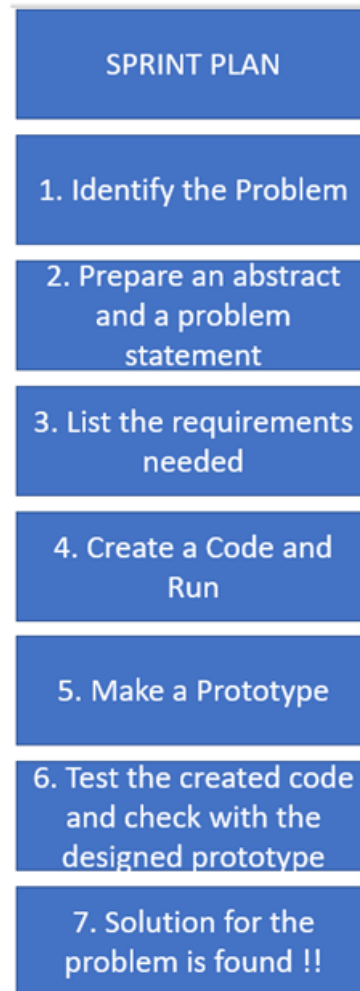 SPRINT PLAN
1. Identify the Problem
2. Prepare an abstract
and a problem
statement
3. List the requirements
needed
4. Create a Code and
Run
5. Make a Prototype
6. Test the created code
and check with the
designed prototype
7. Solution for the
problem is found !!